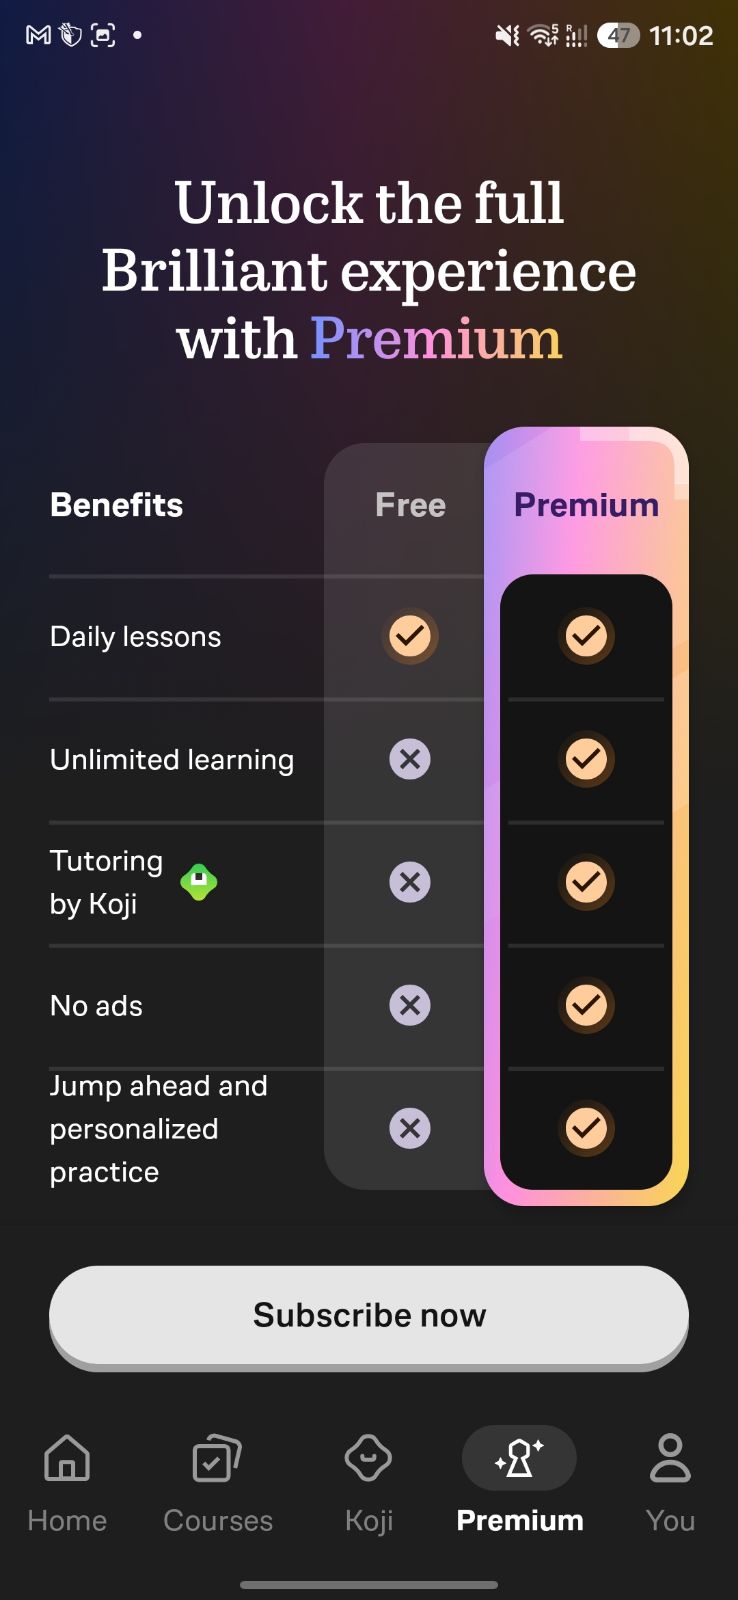 47 11:02
Unlock the full
Brilliant experience
with Premium
Benefits Free Premium
Daily lessons
Unlimited learning
Tutoring
by Koji
No ads
Jump ahead and
personalized
practice
Subscribe now
Home Courses Koji Premium You